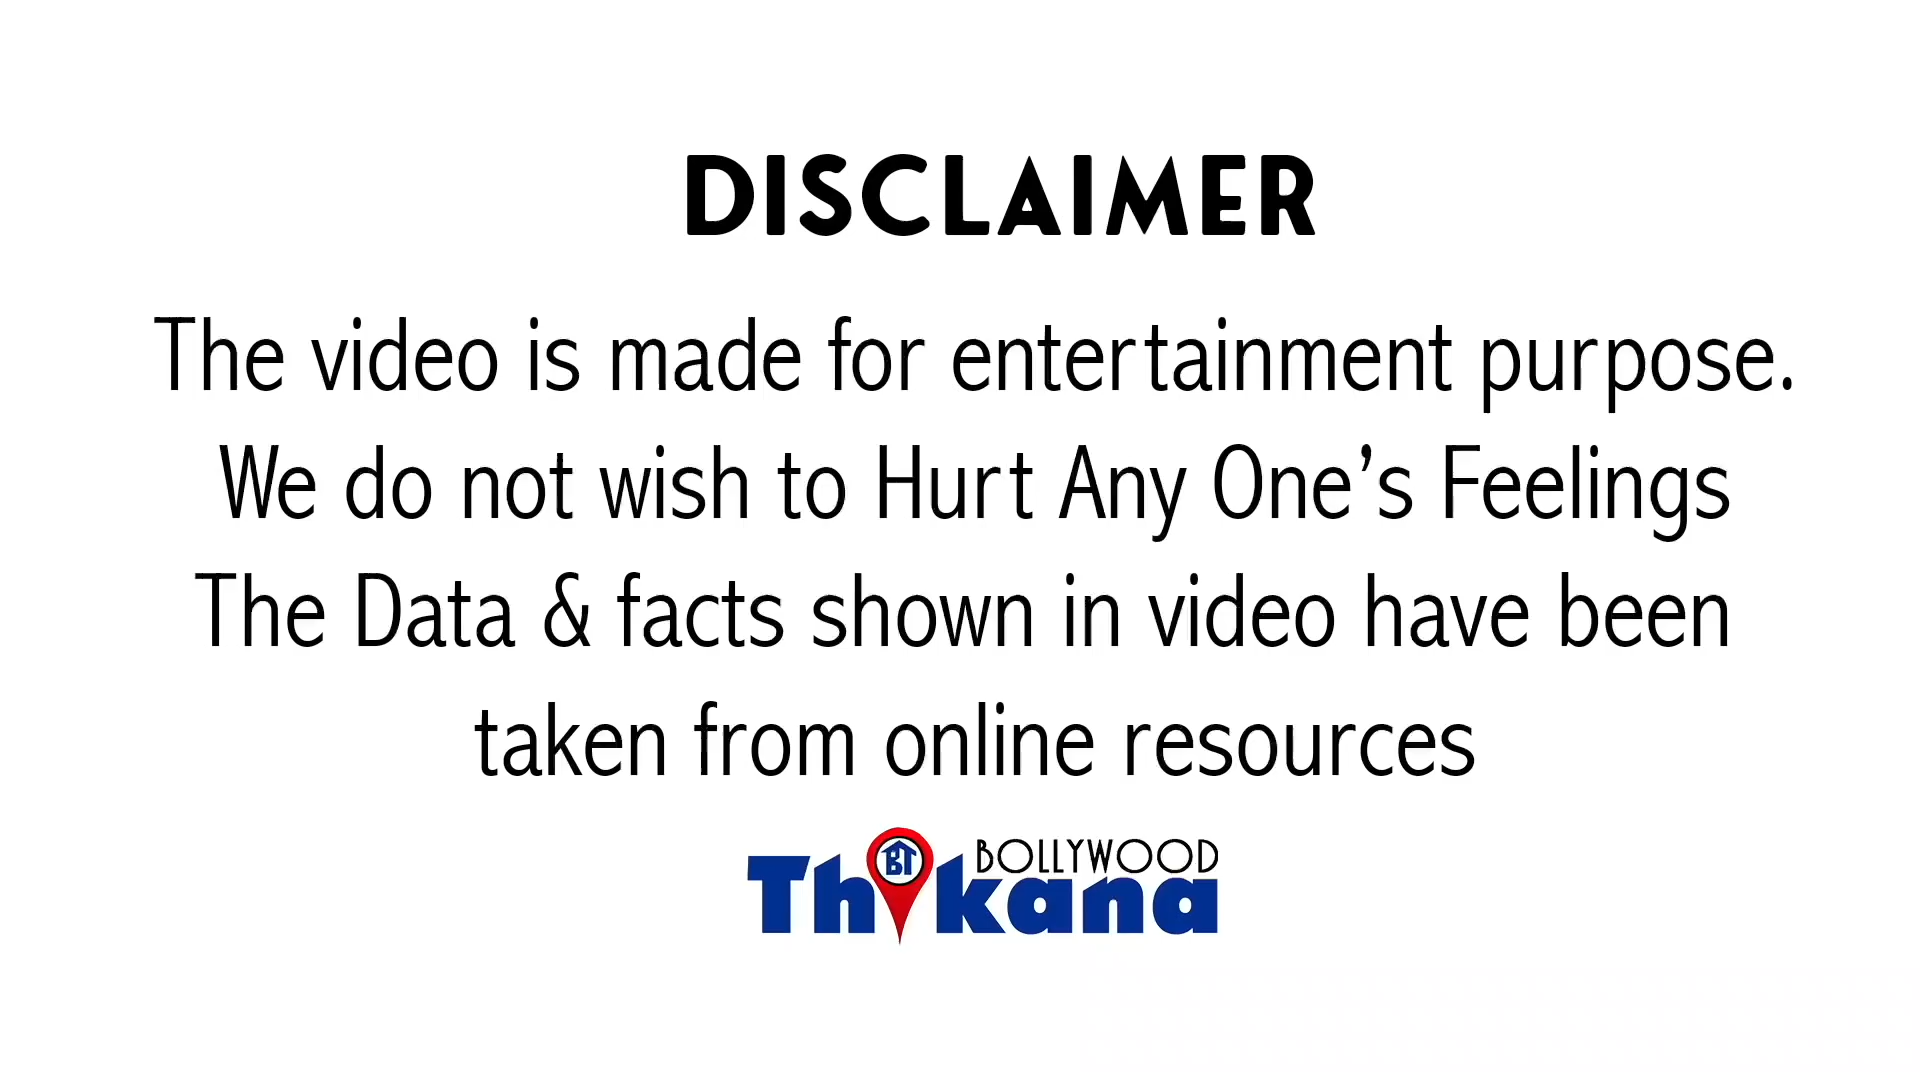 DISCLAIMER
The video is made for entertainment purpose.
We do not wish to Hurt Any One’s Feelings
The Data & facts shown in video have been
taken from online resources
BT
BOLLYWOOD
Thikana